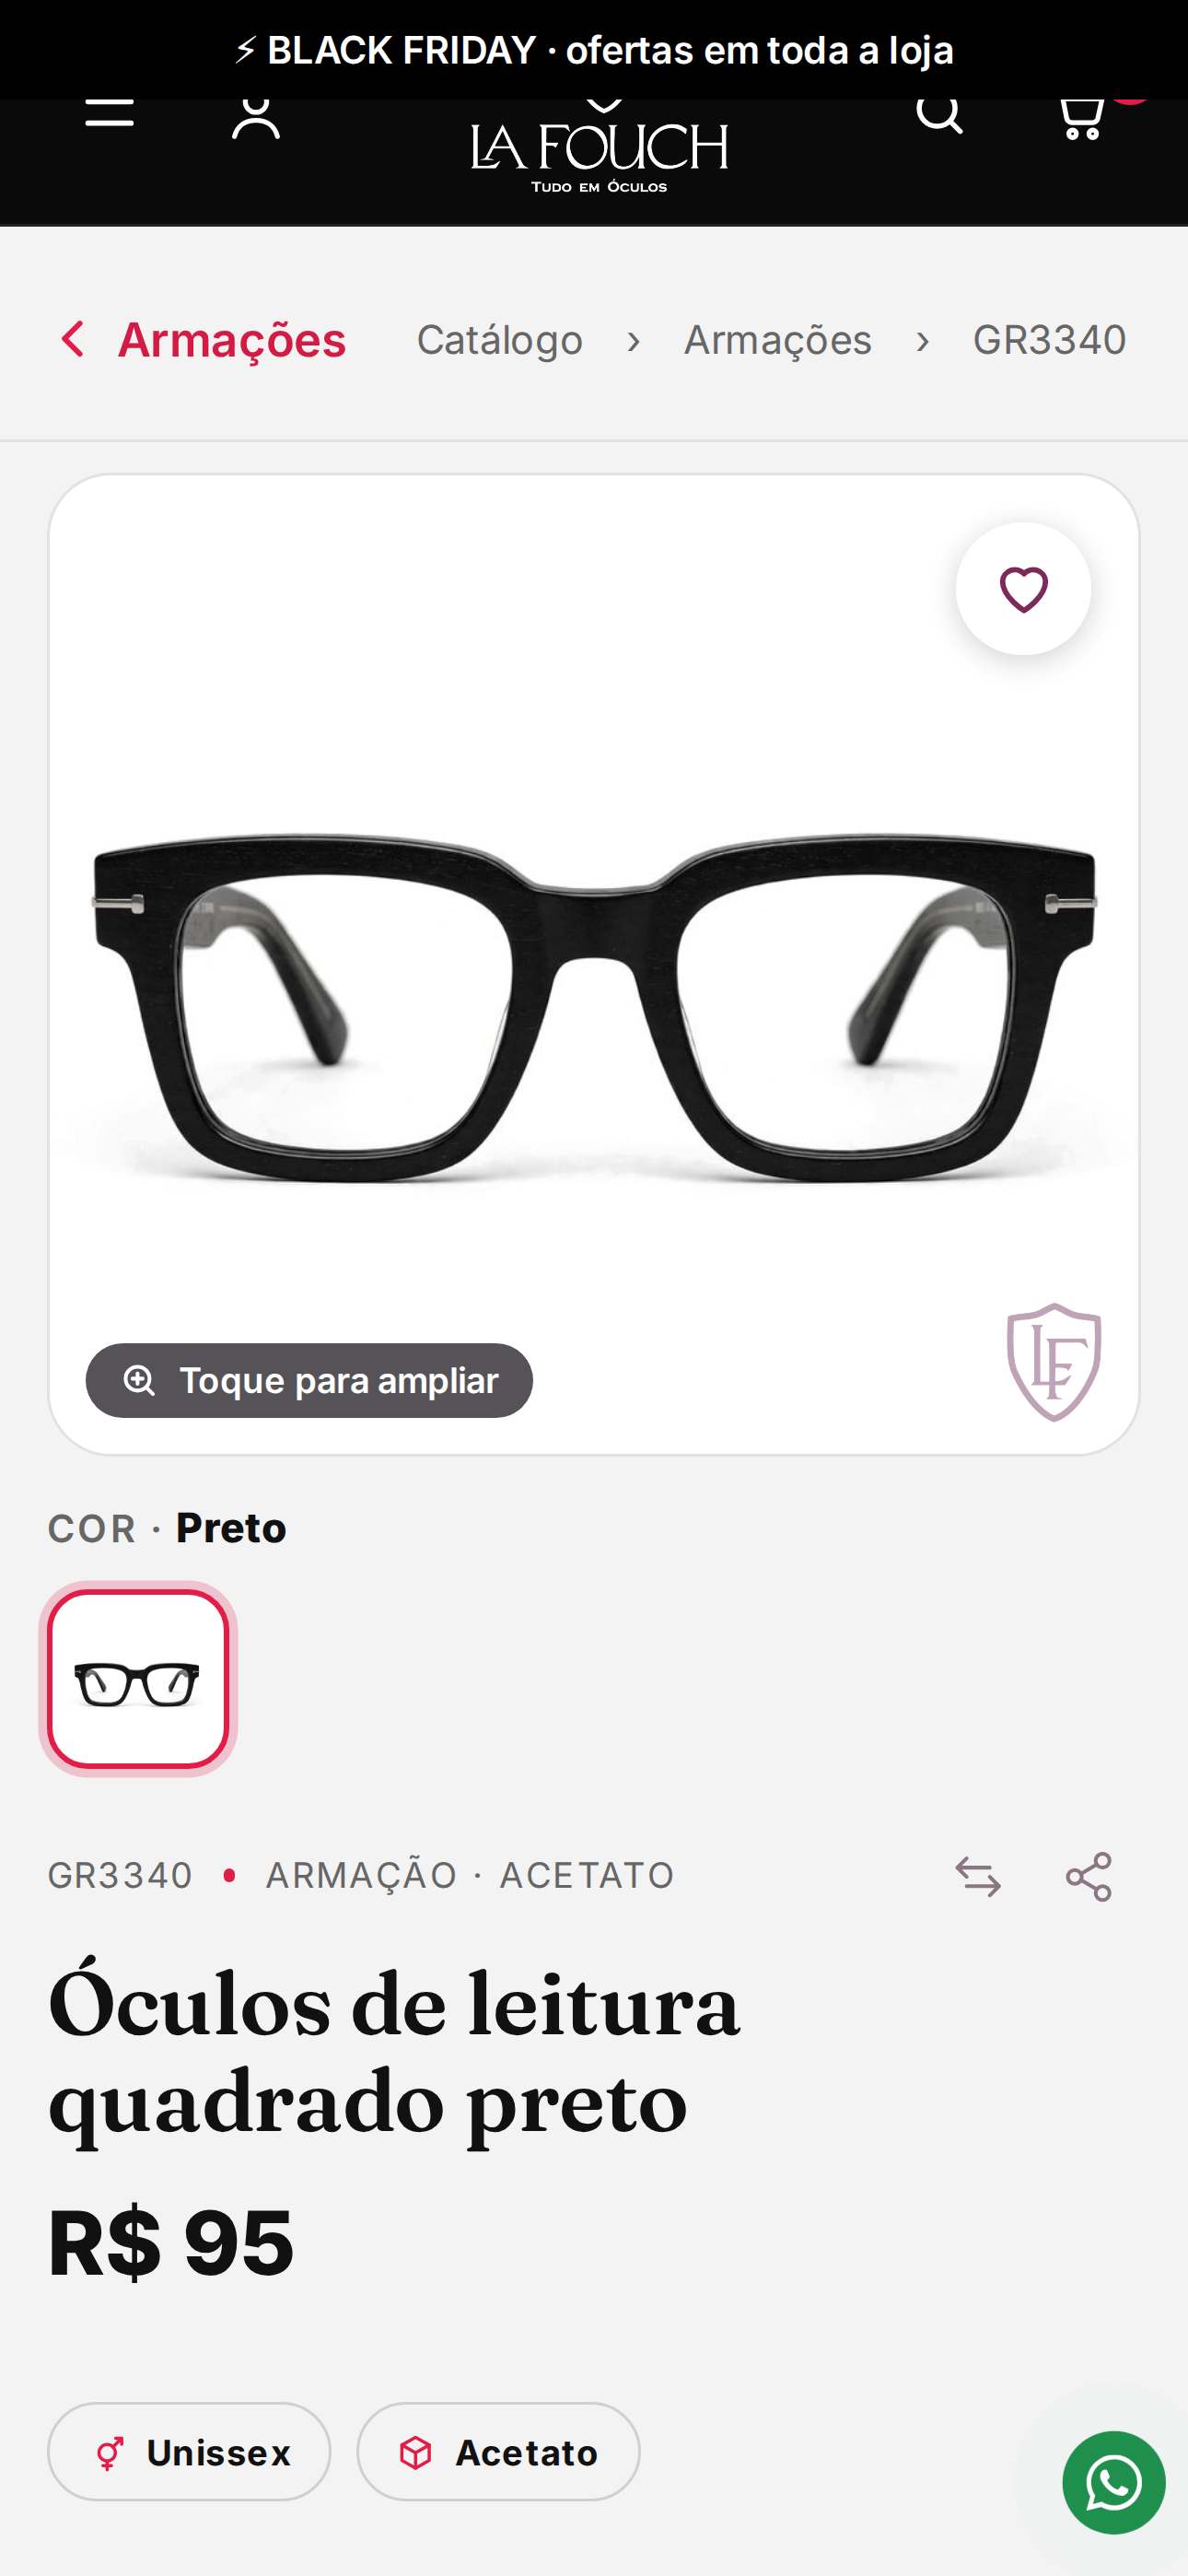 ⚡ BLACK FRIDAY · ofertas em toda a loja
LA FOUCH
TUDO EM ÓCULOS
Armações Catálogo › Armações › GR3340
LF
Toque para ampliar
COR · Preto
GR3340 • ARMAÇÃO · ACETATO
Óculos de leitura
quadrado preto
R$ 95
Unissex Acetato